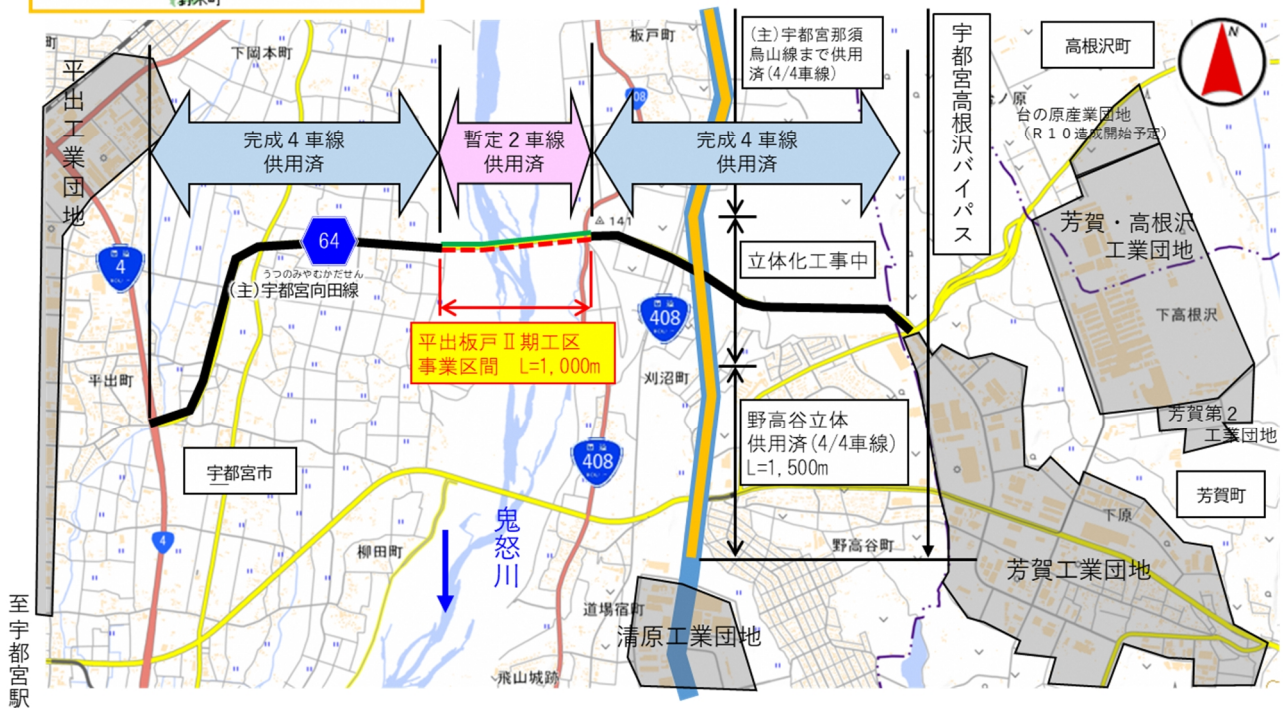 下岡本町
板戸町
(主)宇都宮那須
烏山線まで供用
済(4/4車線)
宇都宮高根沢バイパス
高根沢町
N
平出工業団地
台の原産業団地
(R10造成開始予定)
完成4車線
供用済
暫定2車線
供用済
完成4車線
供用済
141
芳賀・高根沢
工業団地
64
4
うつのみやむかだせん
(主)宇都宮向田線
立体化工事中
408
下高根沢
平出板戸Ⅱ期工区
事業区間 L=1,000m
平出町
刈沼町
野高谷立体
供用済(4/4車線)
L=1,500m
芳賀第2
工業団地
宇都宮市
408
芳賀町
下原
4
柳田町
鬼怒川
野高谷町
芳賀工業団地
道場宿町
清原工業団地
至宇都宮駅
飛山城跡